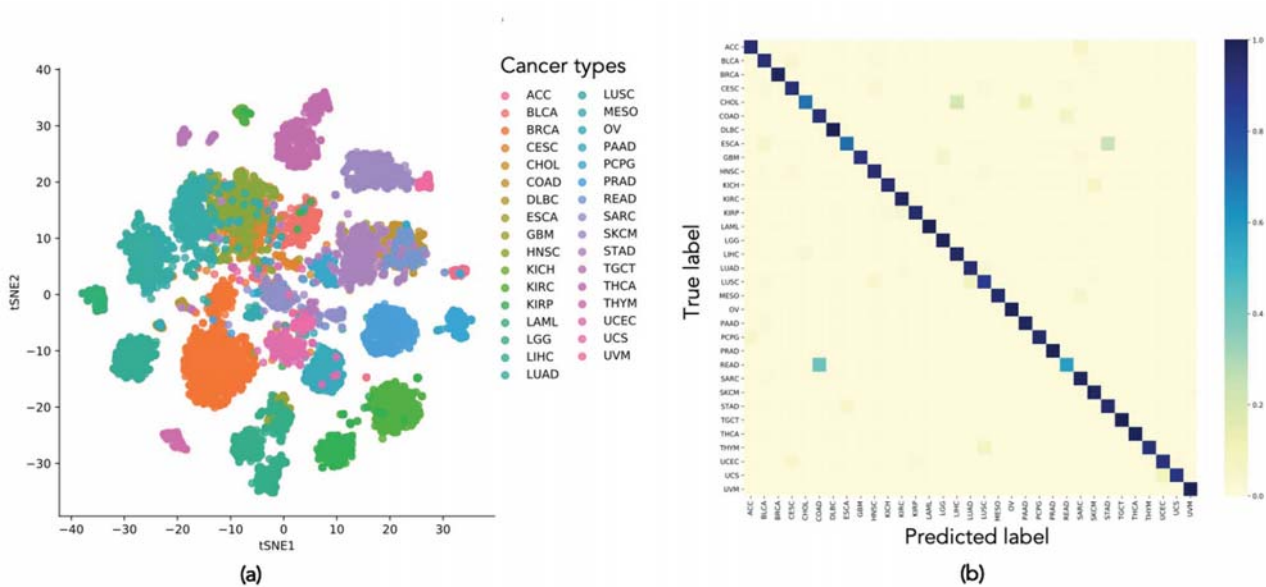 Cancer types
ACC
BLCA
BRCA
CESC
CHOL
COAD
DLBC
ESCA
GBM
HNSC
KICH
KIRC
KIRP
LAML
LGG
LIHC
LUAD
LUSC
MESO
OV
PAAD
PCPG
PRAD
READ
SARC
SKCM
STAD
TGCT
THCA
THYM
UCEC
UCS
UVM
40
30
20
10
0
−10
−20
−30
tSNE2
−40 −30 −20 −10 0 10 20 30
tSNE1
(a)
True label
ACC
BLCA
BRCA
CESC
CHOL
COAD
DLBC
ESCA
GBM
HNSC
KICH
KIRC
KIRP
LAML
LGG
LIHC
LUAD
LUSC
MESO
OV
PAAD
PCPG
PRAD
READ
SARC
SKCM
STAD
TGCT
THCA
THYM
UCEC
UCS
UVM
ACC BLCA BRCA CESC CHOL COAD DLBC ESCA GBM HNSC KICH KIRC KIRP LAML LGG LIHC LUAD LUSC MESO OV PAAD PCPG PRAD READ SARC SKCM STAD TGCT THCA THYM UCEC UCS UVM
Predicted label
1.0
0.8
0.6
0.4
0.2
0.0
(b)